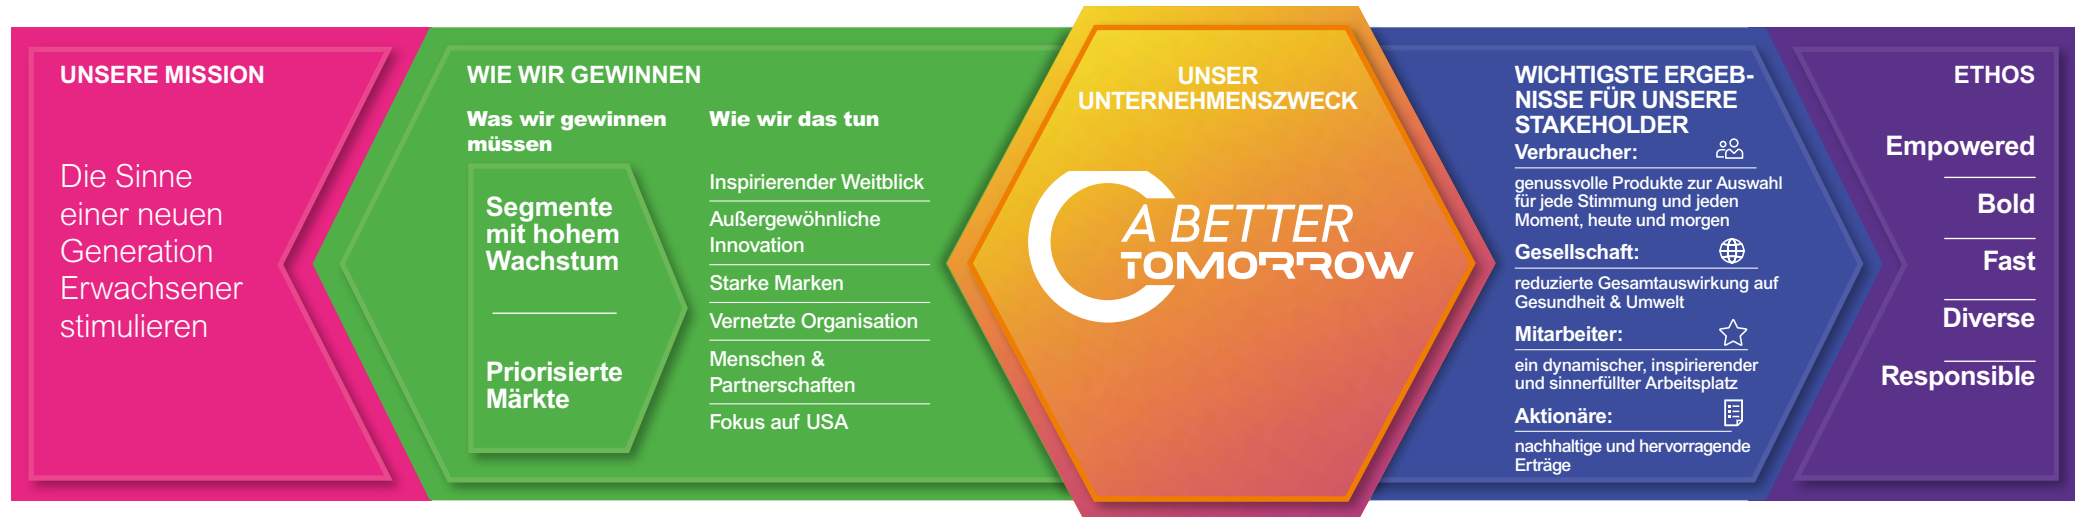 UNSERE MISSION
Die Sinne
einer neuen
Generation
Erwachsener
stimulieren
WIE WIR GEWINNEN
Was wir gewinnen
müssen
Segmente
mit hohem
Wachstum
Priorisierte
Märkte
Wie wir das tun
Inspirierender Weitblick
Außergewöhnliche
Innovation
Starke Marken
Vernetzte Organisation
Menschen &
Partnerschaften
Fokus auf USA
UNSER
UNTERNEHMENSZWECK
A BETTER
TOMORROW
WICHTIGSTE ERGEB-
NISSE FÜR UNSERE
STAKEHOLDER
Verbraucher:
genussvolle Produkte zur Auswahl
für jede Stimmung und jeden
Moment, heute und morgen
Gesellschaft:
reduzierte Gesamtauswirkung auf
Gesundheit & Umwelt
Mitarbeiter:
ein dynamischer, inspirierender
und sinnerfüllter Arbeitsplatz
Aktionäre:
nachhaltige und hervorragende
Erträge
ETHOS
Empowered
Bold
Fast
Diverse
Responsible